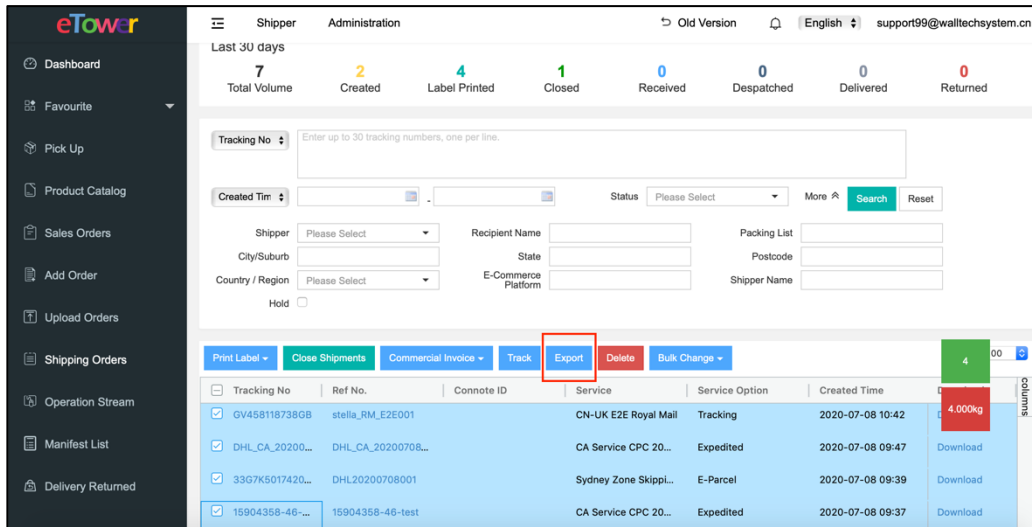 eTower
Shipper Administration Old Version English support99@walltechsystem.cn
Dashboard
Favourite
Pick Up
Product Catalog
Sales Orders
Add Order
Upload Orders
Shipping Orders
Operation Stream
Manifest List
Delivery Returned
Last 30 days
7 2 4 1 0 0 0 0
Total Volume Created Label Printed Closed Received Despatched Delivered Returned
Tracking No Enter up to 30 tracking numbers, one per line.
Created Tim - Status Please Select More Search Reset
Shipper Please Select Recipient Name Packing List
City/Suburb State Postcode
Country / Region Please Select E-Commerce Platform Shipper Name
Hold
Print Label Close Shipments Commercial Invoice Track Export Delete Bulk Change 4 00
4.000kg
columns
Tracking No Ref No. Connote ID Service Service Option Created Time
GV458118738GB stella_RM_E2E001 CN-UK E2E Royal Mail Tracking 2020-07-08 10:42
DHL_CA_20200... DHL_CA_20200708... CA Service CPC 20... Expedited 2020-07-08 09:47 Download
33G7K5017420... DHL20200708001 Sydney Zone Skippi... E-Parcel 2020-07-08 09:39 Download
15904358-46-... 15904358-46-test CA Service CPC 20... Expedited 2020-07-08 09:37 Download